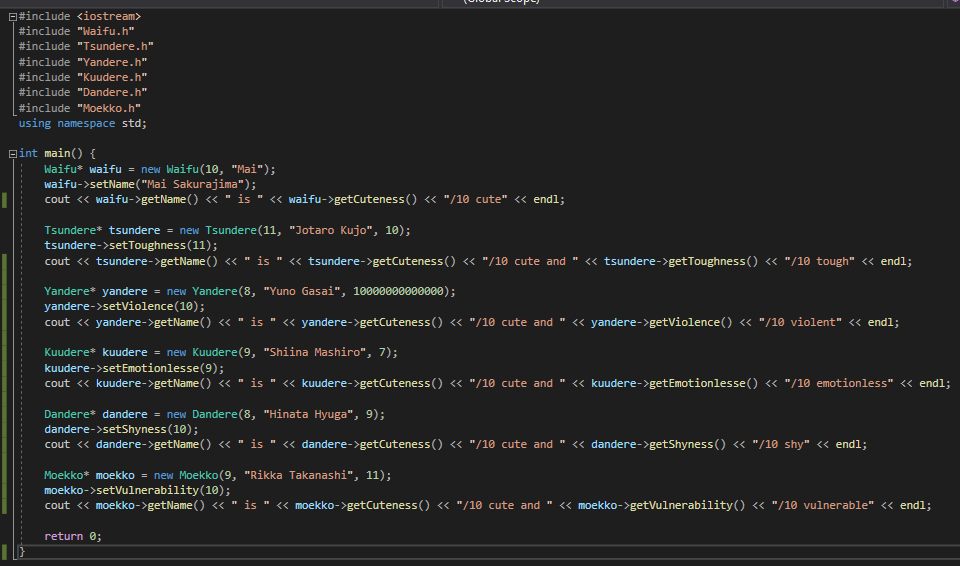 #include <iostream>
#include "Waifu.h"
#include "Tsundere.h"
#include "Yandere.h"
#include "Kuudere.h"
#include "Dandere.h"
#include "Moekko.h"
using namespace std;
int main() {
Waifu* waifu = new Waifu(10, "Mai");
waifu->setName("Mai Sakurajima");
cout << waifu->getName() << " is " << waifu->getCuteness() << "/10 cute" << endl;
Tsundere* tsundere = new Tsundere(11, "Jotaro Kujo", 10);
tsundere->setToughness(11);
cout << tsundere->getName() << " is " << tsundere->getCuteness() << "/10 cute and " << tsundere->getToughness() << "/10 tough" << endl;
Yandere* yandere = new Yandere(8, "Yuno Gasai", 10000000000000);
yandere->setViolence(10);
cout << yandere->getName() << " is " << yandere->getCuteness() << "/10 cute and " << yandere->getViolence() << "/10 violent" << endl;
Kuudere* kuudere = new Kuudere(9, "Shiina Mashiro", 7);
kuudere->setEmotionlesse(9);
cout << kuudere->getName() << " is " << kuudere->getCuteness() << "/10 cute and " << kuudere->getEmotionlesse() << "/10 emotionless" << endl;
Dandere* dandere = new Dandere(8, "Hinata Hyuga", 9);
dandere->setShyness(10);
cout << dandere->getName() << " is " << dandere->getCuteness() << "/10 cute and " << dandere->getShyness() << "/10 shy" << endl;
Moekko* moekko = new Moekko(9, "Rikka Takanashi", 11);
moekko->setVulnerability(10);
cout << moekko->getName() << " is " << moekko->getCuteness() << "/10 cute and " << moekko->getVulnerability() << "/10 vulnerable" << endl;
return 0;
}